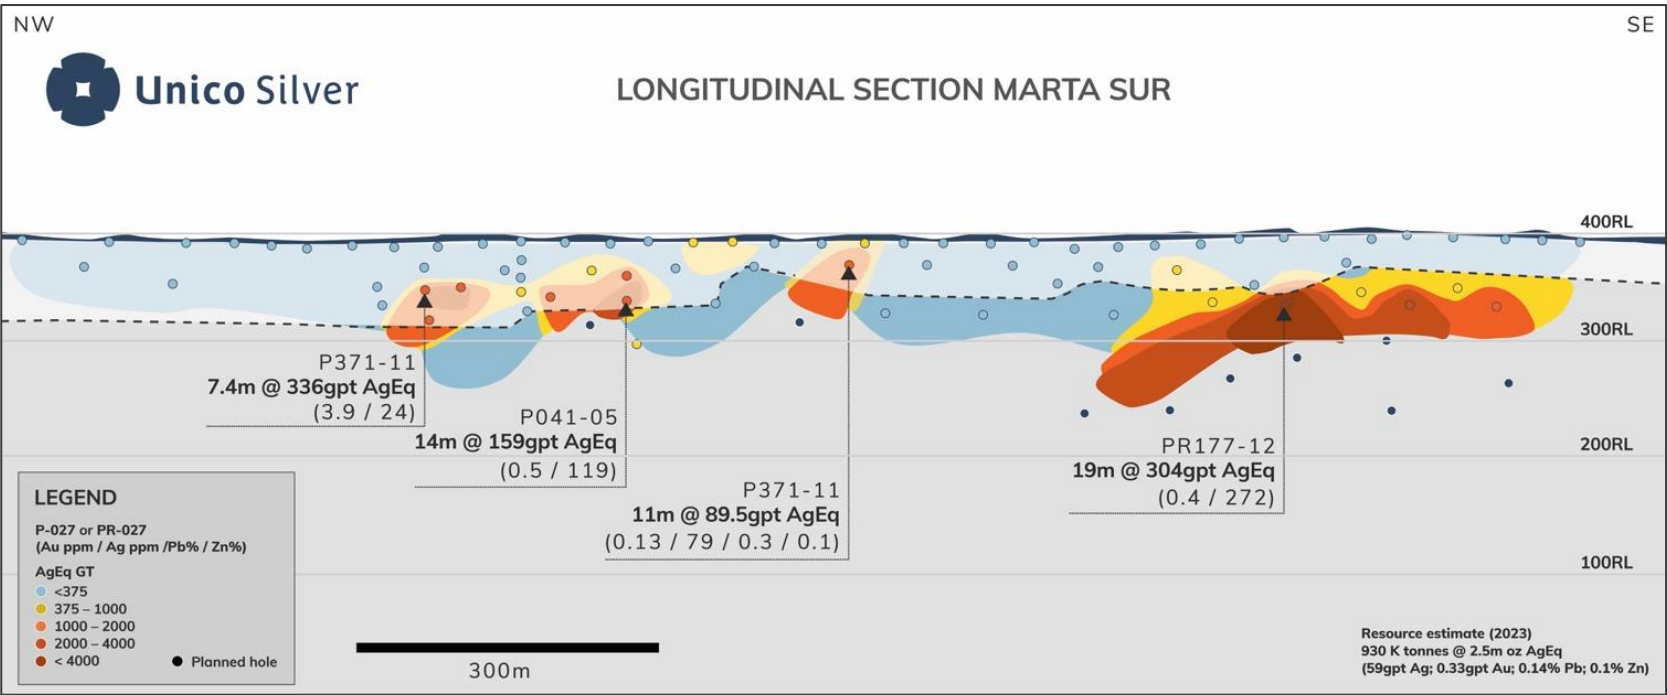 NW
SE
Unico Silver
LONGITUDINAL SECTION MARTA SUR
400RL
300RL
P371-11
7.4m @ 336gpt AgEq
(3.9 / 24)
P041-05
14m @ 159gpt AgEq
(0.5 / 119)
P371-11
11m @ 89.5gpt AgEq
(0.13 / 79 / 0.3 / 0.1)
PR177-12
19m @ 304gpt AgEq
(0.4 / 272)
200RL
100RL
LEGEND
P-027 or PR-027
(Au ppm / Ag ppm /Pb% / Zn%)
AgEq GT
<375
375 – 1000
1000 – 2000
2000 – 4000
< 4000
Planned hole
300m
Resource estimate (2023)
930 K tonnes @ 2.5m oz AgEq
(59gpt Ag; 0.33gpt Au; 0.14% Pb; 0.1% Zn)